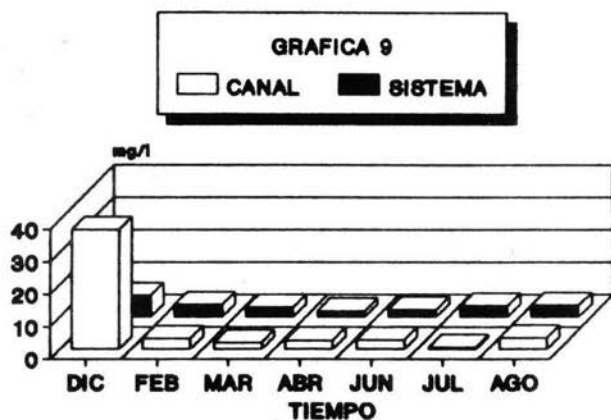 GRAFICA 9
CANAL SISTEMA
mg/l
40
30
20
10
0
DIC FEB MAR ABR JUN JUL AGO
TIEMPO